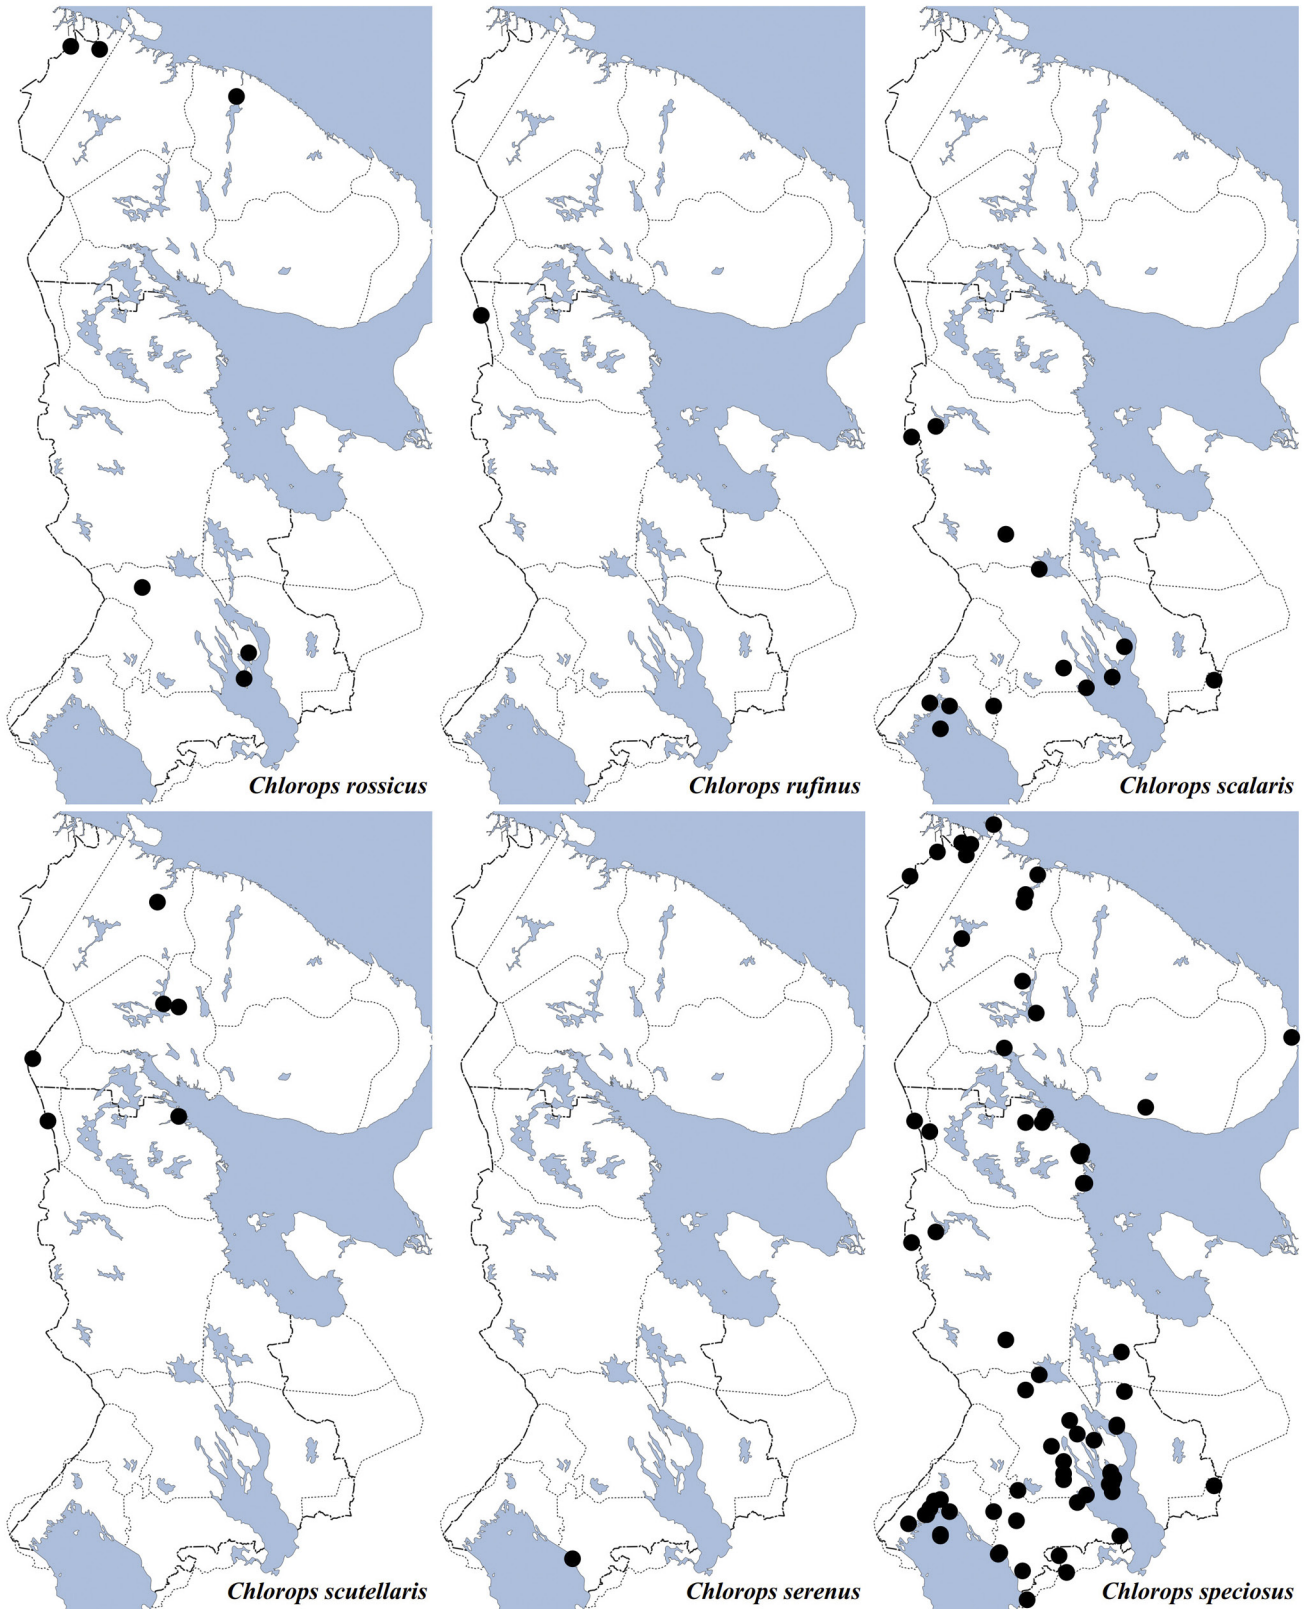 Chlorops rossicus
Chlorops rufinus
Chlorops scalaris
Chlorops scutellaris
Chlorops serenus
Chlorops speciosus